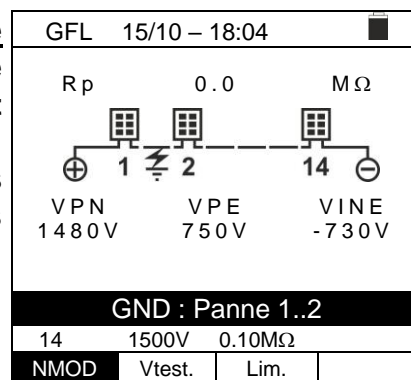 GFL 15/10 – 18:04
Rp 0.0 MΩ
1 2 14
VPN VPE VINE
1480V 750V -730V
GND : Panne 1..2
14 1500V 0.10MΩ
NMOD Vtest. Lim.